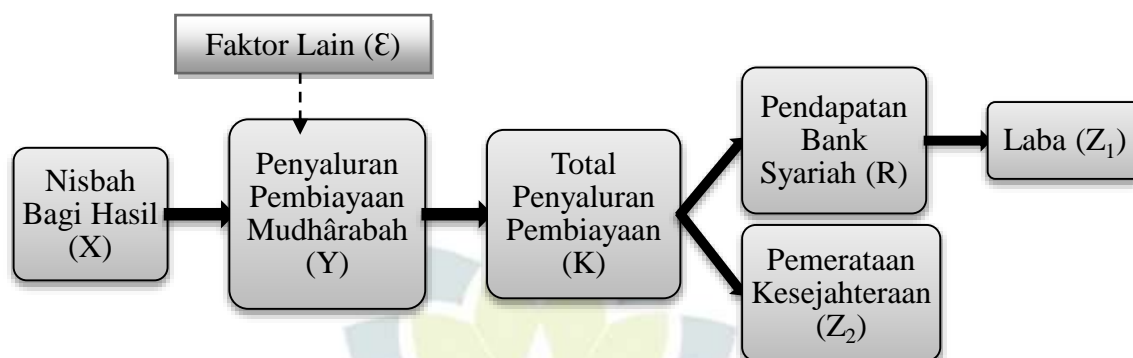 Faktor Lain (Ɛ)
Nisbah
Bagi Hasil
(X)
Penyaluran
Pembiayaan
Mudhârabah
(Y)
Total
Penyaluran
Pembiayaan
(K)
Pendapatan
Bank
Syariah (R)
Laba (Z₁)
Pemerataan
Kesejahteraan
(Z₂)